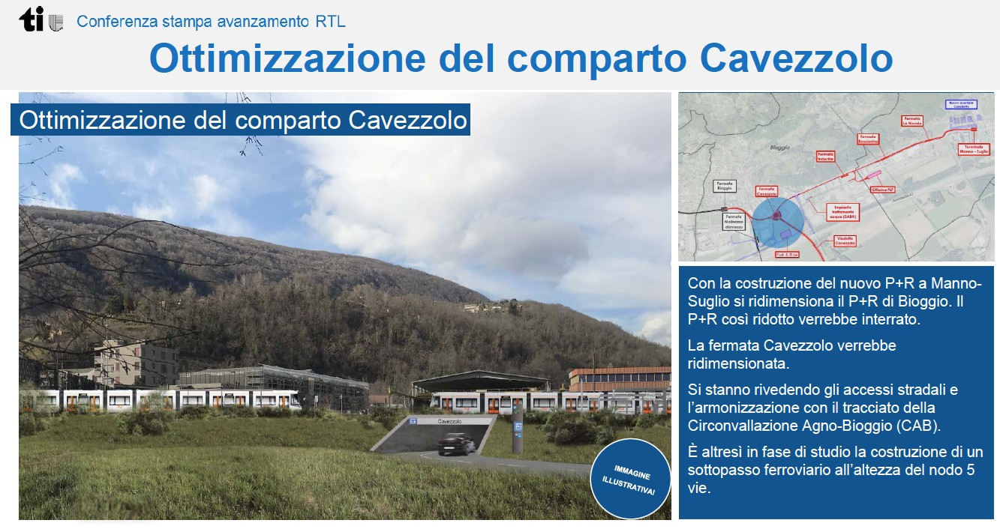 ti
Conferenza stampa avanzamento RTL
Ottimizzazione del comparto Cavezzolo
Ottimizzazione del comparto Cavezzolo
Cavezzolo
IMMAGINE
ILLUSTRATIVA!
Nuovo quartiere
Cavezzolo
Fermata
La Monda
Fermata
Terminale
Manno - Suglio
Bioggio
Fermata
Industrie
Fermata
Bioggio
Fermata
Cavezzolo
Officina FLP
Fermata
Molinazzo
dismessa
Impianto
trattamento
acqua (SABA)
Viadotto
Cavezzolo
Park & Ride
Con la costruzione del nuovo P+R a Manno-
Suglio si ridimensiona il P+R di Bioggio. Il
P+R così ridotto verrebbe interrato.
La fermata Cavezzolo verrebbe
ridimensionata.
Si stanno rivedendo gli accessi stradali e
l’armonizzazione con il tracciato della
Circonvallazione Agno-Bioggio (CAB).
È altresì in fase di studio la costruzione di un
sottopasso ferroviario all’altezza del nodo 5
vie.